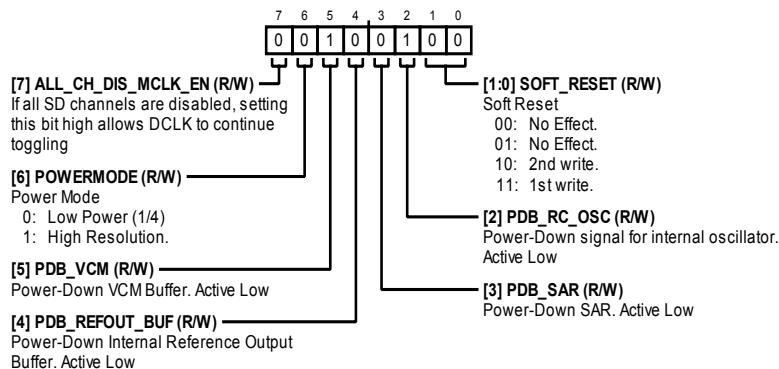 7 6 5 4 3 2 1 0
0 0 1 0 0 1 0 0
[7] ALL_CH_DIS_MCLK_EN (R/W)
If all SD channels are disabled, setting
this bit high allows DCLK to continue
toggling
[6] POWERMODE (R/W)
Power Mode
0: Low Power (1/4)
1: High Resolution.
[5] PDB_VCM (R/W)
Power-Down VCM Buffer. Active Low
[4] PDB_REFOUT_BUF (R/W)
Power-Down Internal Reference Output
Buffer. Active Low
[1:0] SOFT_RESET (R/W)
Soft Reset
00: No Effect.
01: No Effect.
10: 2nd write.
11: 1st write.
[2] PDB_RC_OSC (R/W)
Power-Down signal for internal oscillator.
Active Low
[3] PDB_SAR (R/W)
Power-Down SAR. Active Low